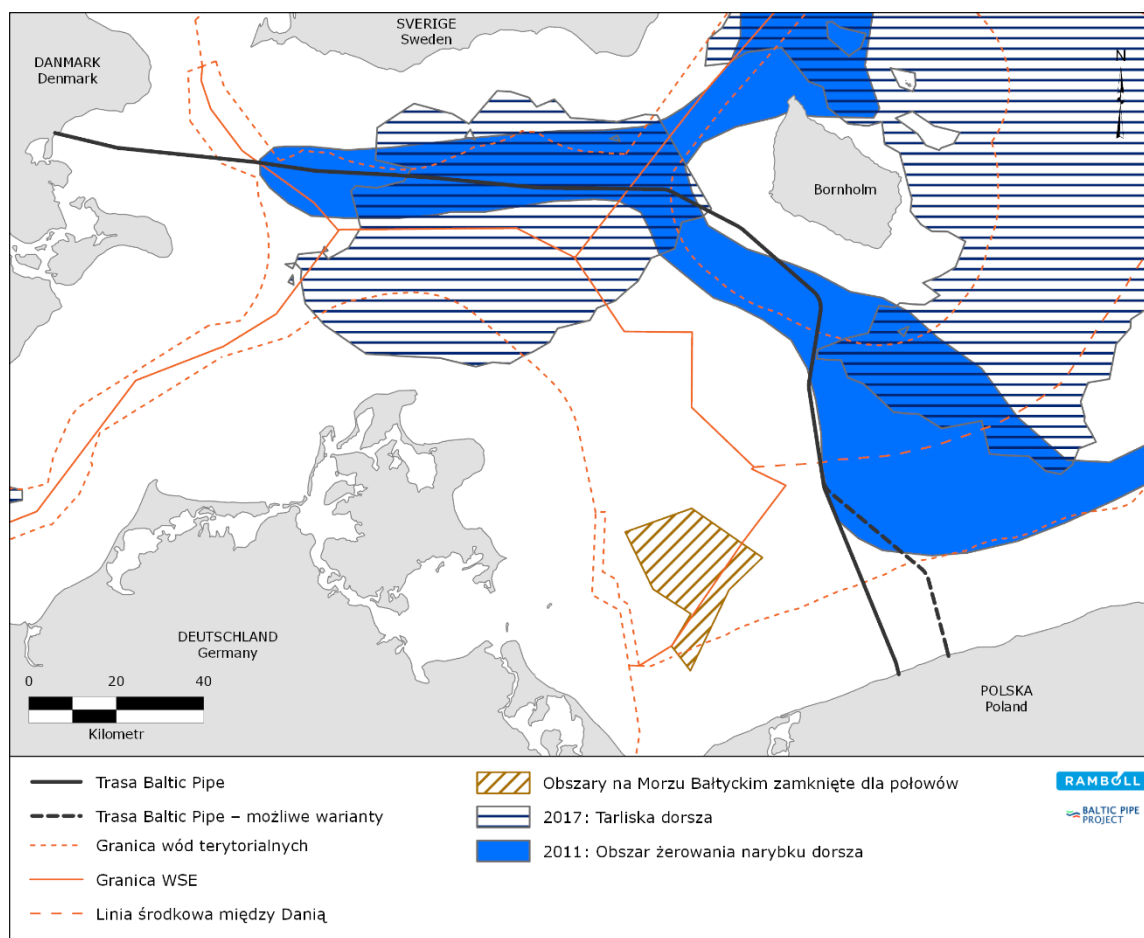 SVERIGE
Sweden
DANMARK
Denmark
N
Bornholm
DEUTSCHLAND
Germany
POLSKA
Poland
0 20 40
Kilometr
Trasa Baltic Pipe
Trasa Baltic Pipe – możliwe warianty
Granica wód terytorialnych
Granica WSE
Linia środkowa między Danią
Obszary na Morzu Bałtyckim zamknięte dla połowów
2017: Tarliska dorsza
2011: Obszar żerowania narybku dorsza
RAMBOLL
BALTIC PIPE
PROJECT